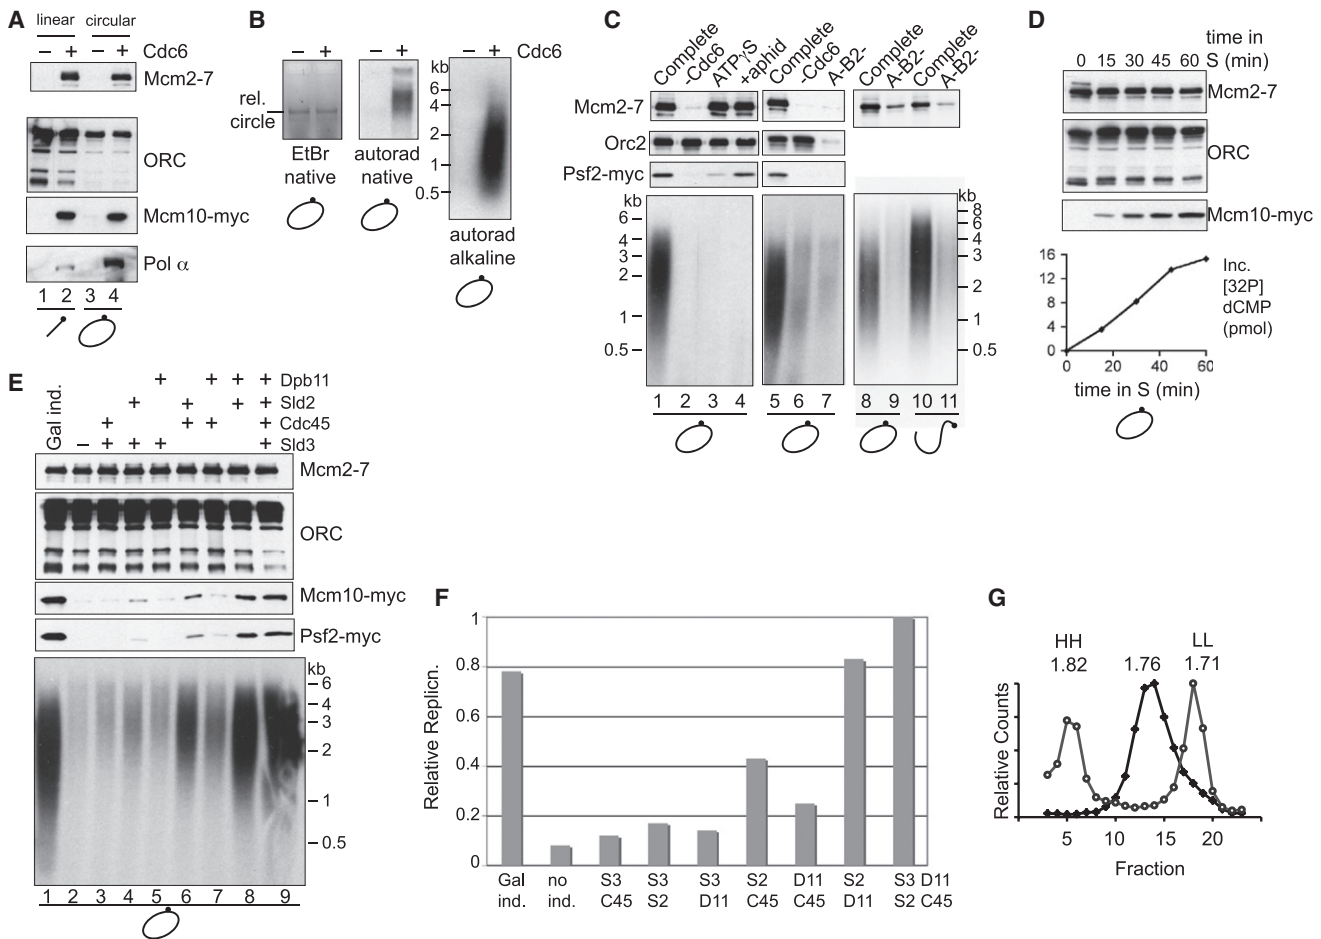 A
linear circular
– + – + Cdc6
Mcm2-7
ORC
Mcm10-myc
Pol α
1 2 3 4
B
– + – + – + Cdc6
rel.
circle
EtBr
native
autorad
native
kb
6
4
2
1
0.5
autorad
alkaline
C
Complete
-Cdc6
ATPγS
+aphid
Complete
-Cdc6
A-B2-
Complete
A-B2-
Complete
A-B2-
Mcm2-7
Orc2
Psf2-myc
kb
6
4
3
2
1
0.5
kb
8
6
4
3
2
1
0.5
1 2 3 4 5 6 7 8 9 10 11
D
time in
0 15 30 45 60 S (min)
Mcm2-7
ORC
Mcm10-myc
16
12
8
4
0
0 20 40 60
time in S (min)
Inc.
[32P]
dCMP
(pmol)
E
Gal ind.
+ + + + Dpb11
+ + + + Sld2
+ + + + Cdc45
– + + + + Sld3
Mcm2-7
ORC
Mcm10-myc
Psf2-myc
kb
6
4
3
2
1
0.5
1 2 3 4 5 6 7 8 9
F
Relative Replicn.
1
0.8
0.6
0.4
0.2
0
Gal no S3 S3 S3 S2 D11 S2 S3 D11
ind. ind. C45 S2 D11 C45 C45 D11 S2 C45
G
HH LL
1.82 1.76 1.71
Relative Counts
5 10 15 20
Fraction